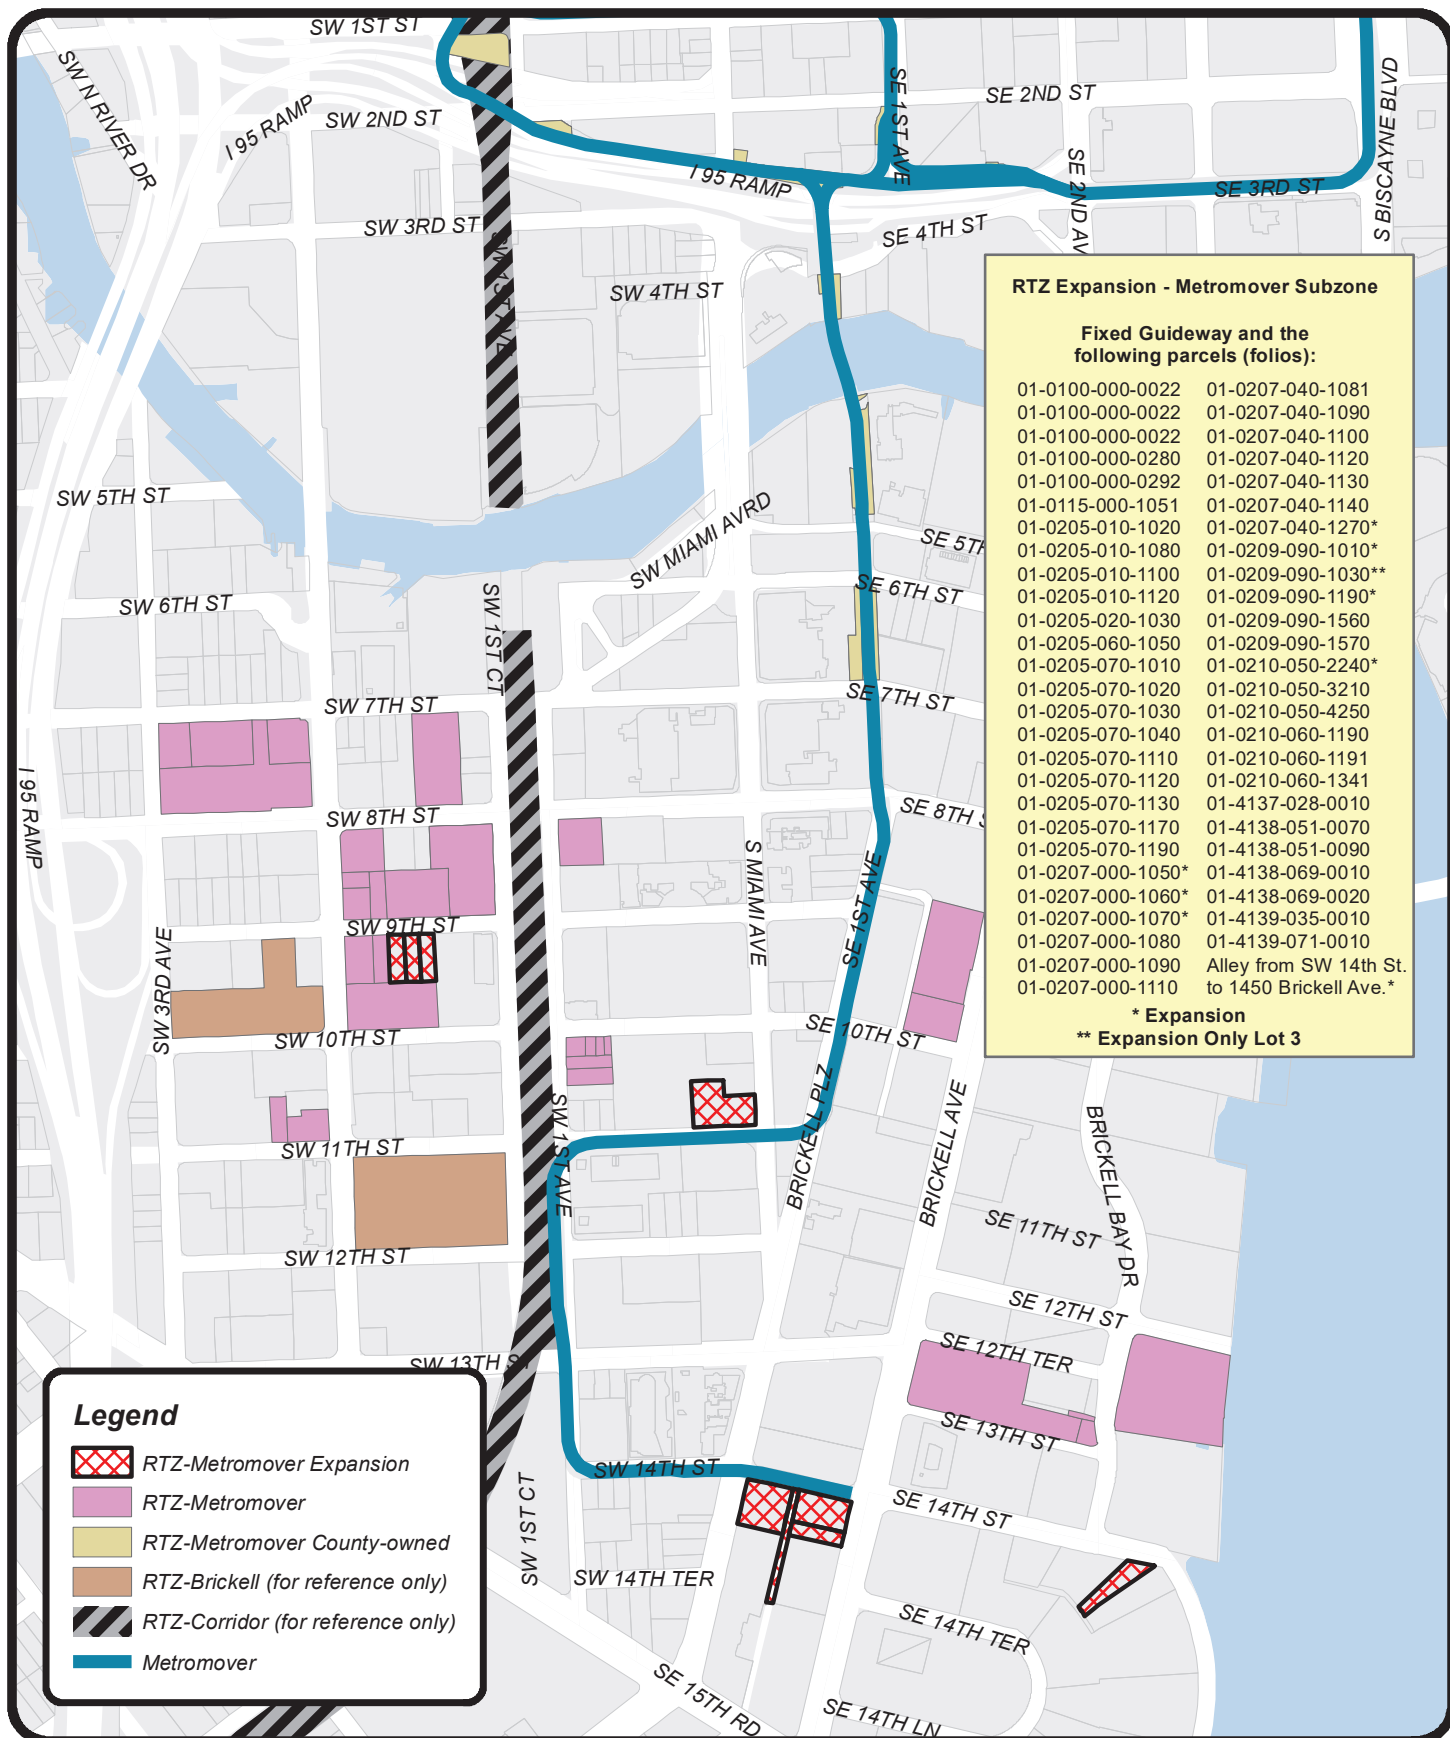 SW 1ST ST
SW N RIVER DR
I 95 RAMP
SW 2ND ST
SE 1ST AVE
SE 2ND ST
S BISCAYNE BLVD
I 95 RAMP
SE 2ND AV
SE 3RD ST
SW 3RD ST
SE 4TH ST
SW 1ST AVE
SW 4TH ST
RTZ Expansion - Metromover Subzone
Fixed Guideway and the
following parcels (folios):
01-0100-000-0022 01-0207-040-1081
01-0100-000-0022 01-0207-040-1090
01-0100-000-0022 01-0207-040-1100
01-0100-000-0280 01-0207-040-1120
01-0100-000-0292 01-0207-040-1130
01-0115-000-1051 01-0207-040-1140
01-0205-010-1020 01-0207-040-1270*
01-0205-010-1080 01-0209-090-1010*
01-0205-010-1100 01-0209-090-1030**
01-0205-010-1120 01-0209-090-1190*
01-0205-020-1030 01-0209-090-1560
01-0205-060-1050 01-0209-090-1570
01-0205-070-1010 01-0210-050-2240*
01-0205-070-1020 01-0210-050-3210
01-0205-070-1030 01-0210-050-4250
01-0205-070-1040 01-0210-060-1190
01-0205-070-1110 01-0210-060-1191
01-0205-070-1120 01-0210-060-1341
01-0205-070-1130 01-4137-028-0010
01-0205-070-1170 01-4138-051-0070
01-0205-070-1190 01-4138-051-0090
01-0207-000-1050* 01-4138-069-0010
01-0207-000-1060* 01-4138-069-0020
01-0207-000-1070* 01-4139-035-0010
01-0207-000-1080 01-4139-071-0010
01-0207-000-1090 Alley from SW 14th St.
01-0207-000-1110 to 1450 Brickell Ave.*
* Expansion
** Expansion Only Lot 3
SW 5TH ST
SW MIAMI AVRD
SE 5TH
SW 6TH ST
SW 1ST CT
SE 6TH ST
SW 7TH ST
SE 7TH ST
I 95 RAMP
SW 8TH ST
SE 8TH S
S MIAMI AVE
SE 1ST AVE
SW 9TH ST
SW 3RD AVE
SW 10TH ST
SE 10TH ST
SW 1ST AVE
BRICKELL PLZ
BRICKELL AVE
BRICKELL BAY DR
SW 11TH ST
SE 11TH ST
SW 12TH ST
SE 12TH ST
SE 12TH TER
SW 13TH ST
SE 13TH ST
SW 14TH ST
SE 14TH ST
SW 1ST CT
SW 14TH TER
SE 14TH TER
SE 15TH RD
SE 14TH LN
Legend
RTZ-Metromover Expansion
RTZ-Metromover
RTZ-Metromover County-owned
RTZ-Brickell (for reference only)
RTZ-Corridor (for reference only)
Metromover